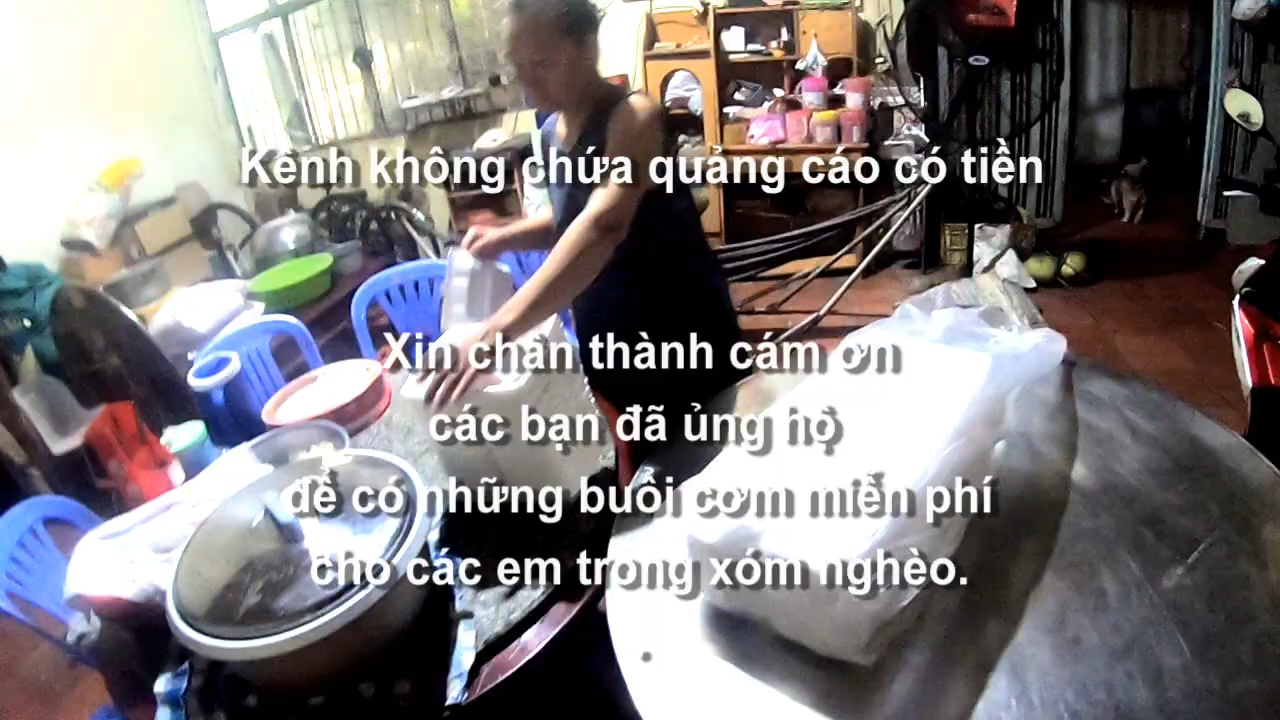 Kênh không chứa quảng cáo có tiền
Xin chân thành cám ơn
các bạn đã ủng hộ
để có những buổi cơm miễn phí
cho các em trong xóm nghèo.